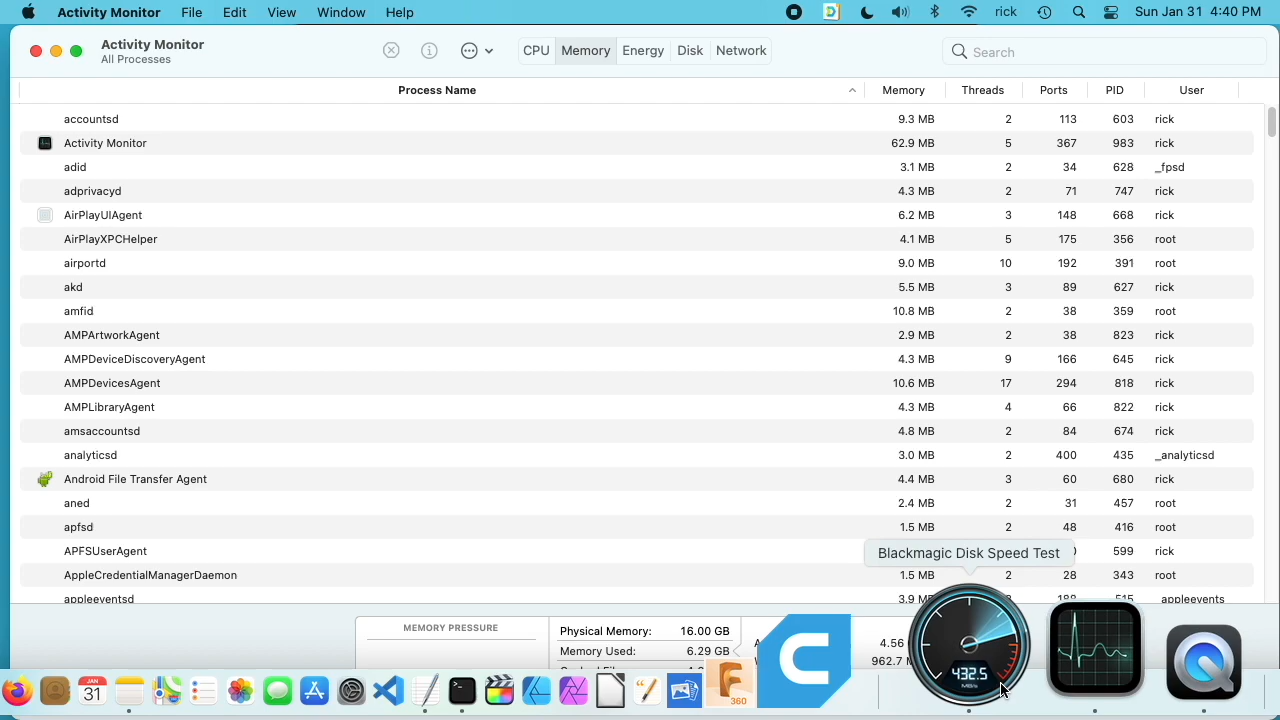 Activity Monitor File Edit View Window Help rick Sun Jan 31 4:40 PM
Activity Monitor
All Processes
CPU Memory Energy Disk Network
Search
Process Name Memory Threads Ports PID User
accountsd 9.3 MB 2 113 603 rick
Activity Monitor 62.9 MB 5 367 983 rick
adid 3.1 MB 2 34 628 _fpsd
adprivacyd 4.3 MB 2 71 747 rick
AirPlayUIAgent 6.2 MB 3 148 668 rick
AirPlayXPCHelper 4.1 MB 5 175 356 root
airportd 9.0 MB 10 192 391 root
akd 5.5 MB 3 89 627 rick
amfid 10.8 MB 2 38 359 root
AMPArtworkAgent 2.9 MB 2 38 823 rick
AMPDeviceDiscoveryAgent 4.3 MB 9 166 645 rick
AMPDevicesAgent 10.6 MB 17 294 818 rick
AMPLibraryAgent 4.3 MB 4 66 822 rick
amsaccountsd 4.8 MB 2 84 674 rick
analyticsd 3.0 MB 2 400 435 _analyticsd
Android File Transfer Agent 4.4 MB 3 60 680 rick
aned 2.4 MB 2 31 457 root
apfsd 1.5 MB 2 48 416 root
APFSUserAgent 599 rick
Blackmagic Disk Speed Test
AppleCredentialManagerDaemon 1.5 MB 2 28 343 root
appleeventsd 3.9 MB 515 _appleevents
MEMORY PRESSURE
Physical Memory: 16.00 GB
Memory Used: 6.29 GB
4.56
962.7
432.5
MB/s
JAN
31
360